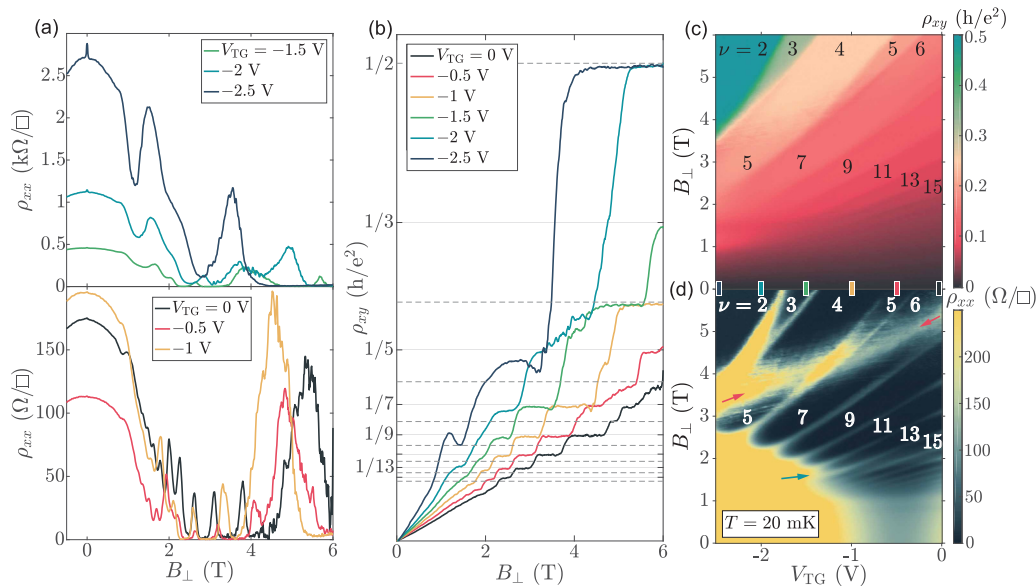 (a)
V_TG = −1.5 V
−2 V
−2.5 V
ρ_xx (kΩ/□)
2.5
2
1.5
1
0.5
0
V_TG = 0 V
−0.5 V
−1 V
ρ_xx (Ω/□)
150
100
50
0
0 2 4 6
B_⊥ (T)
(b)
V_TG = 0 V
−0.5 V
−1 V
−1.5 V
−2 V
−2.5 V
ρ_xy (h/e²)
1/2
1/3
1/5
1/7
1/9
1/13
0 2 4 6
B_⊥ (T)
(c)
ρ_xy (h/e²)
ν = 2 3 4 5 6
5 7 9 11 13 15
B_⊥ (T)
5
4
3
2
1
0
0.5
0.4
0.3
0.2
0.1
0
(d)
ρ_xx (Ω/□)
ν = 2 3 4 5 6
5 7 9 11 13 15
T = 20 mK
B_⊥ (T)
5
4
3
2
1
0
-2 -1 0
V_TG (V)
200
150
100
50
0